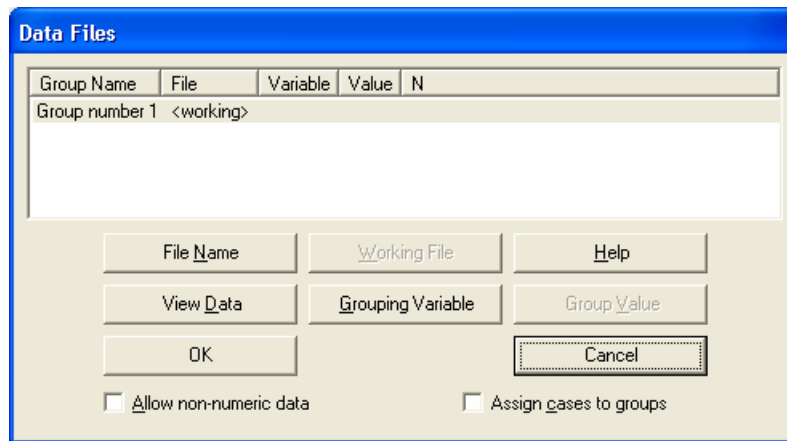 Data Files
Group Name File Variable Value N
Group number 1 <working>
File Name Working File Help
View Data Grouping Variable Group Value
OK Cancel
Allow non-numeric data Assign cases to groups